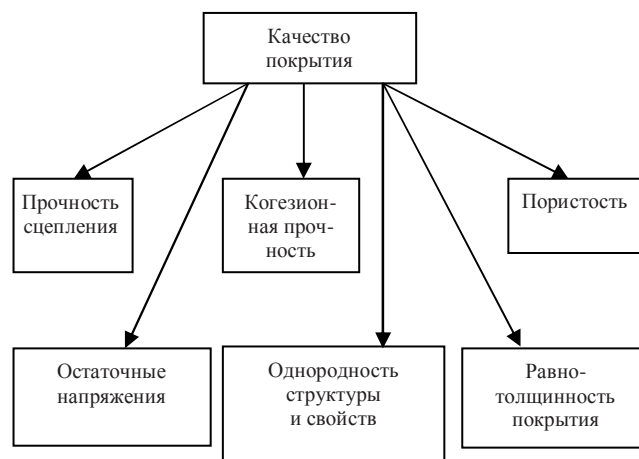 Качество
покрытия
Прочность
сцепления
Когезион-
ная проч-
ность
Пористость
Остаточные
напряжения
Однородность
структуры
и свойств
Равно-
толщинность
покрытия